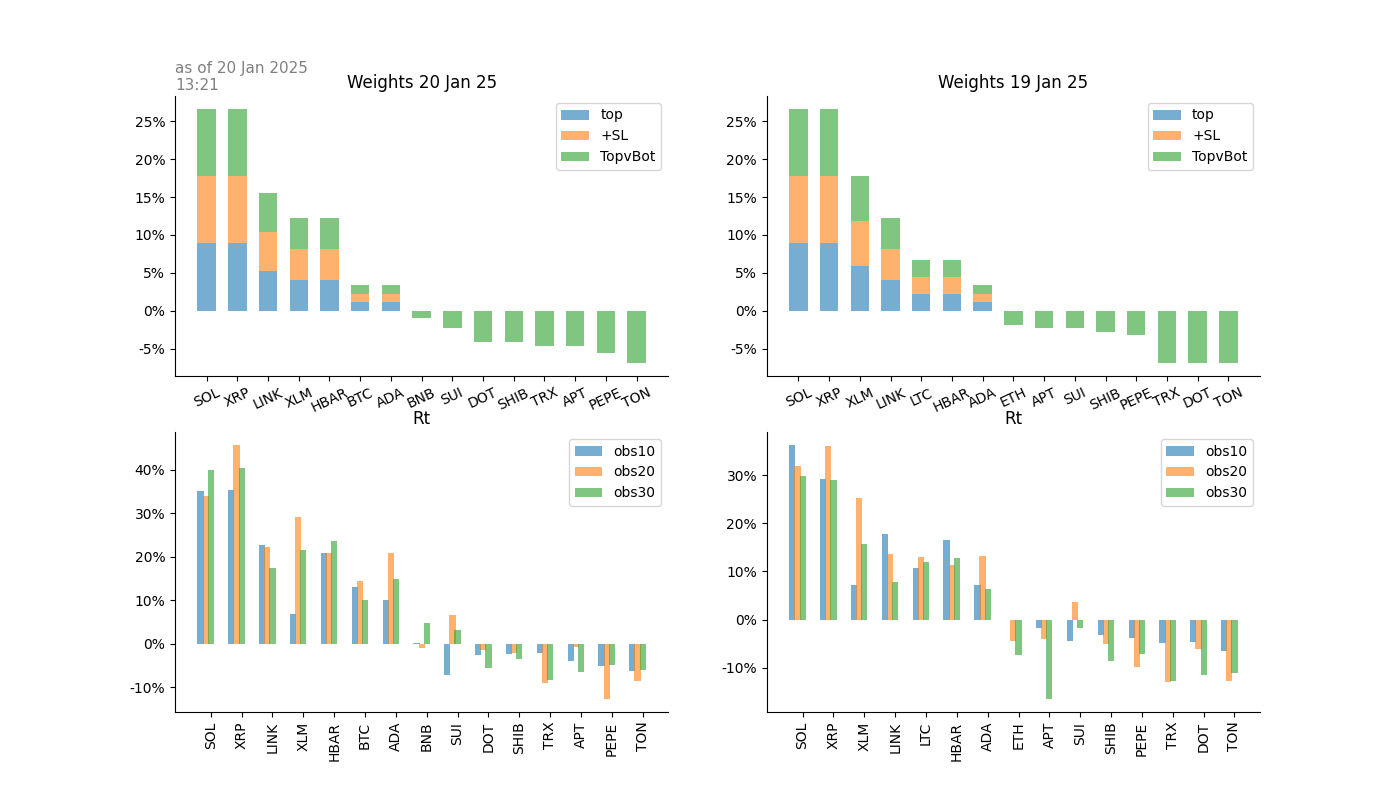 as of 20 Jan 2025
13:21
Weights 20 Jan 25
25%
20%
15%
10%
5%
0%
-5%
top
+SL
TopvBot
SOL XRP LINK XLM HBAR BTC ADA BNB SUI DOT SHIB TRX APT PEPE TON
Weights 19 Jan 25
25%
20%
15%
10%
5%
0%
-5%
top
+SL
TopvBot
SOL XRP XLM LINK LTC HBAR ADA ETH APT SUI SHIB PEPE TRX DOT TON
Rt
40%
30%
20%
10%
0%
-10%
obs10
obs20
obs30
SOL XRP LINK XLM HBAR BTC ADA BNB SUI DOT SHIB TRX APT PEPE TON
Rt
30%
20%
10%
0%
-10%
obs10
obs20
obs30
SOL XRP XLM LINK LTC HBAR ADA ETH APT SUI SHIB PEPE TRX DOT TON